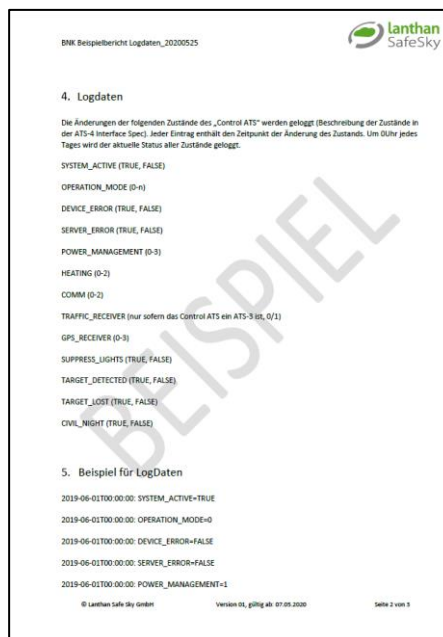 BNK Beispielbericht Logdaten_20200525
lanthan
SafeSky
4. Logdaten
Die Änderungen der folgenden Zustände des „Control ATS“ werden geloggt (Beschreibung der Zustände in
der ATS-4 Interface Spec). Jeder Eintrag enthält den Zeitpunkt der Änderung des Zustands. Um 0Uhr jedes
Tages wird der aktuelle Status aller Zustände geloggt.
SYSTEM_ACTIVE (TRUE, FALSE)
OPERATION_MODE (0-n)
DEVICE_ERROR (TRUE, FALSE)
SERVER_ERROR (TRUE, FALSE)
POWER_MANAGEMENT (0-3)
HEATING (0-2)
COMM (0-2)
TRAFFIC_RECEIVER (nur sofern das Control ATS ein ATS-3 ist, 0/1)
GPS_RECEIVER (0-3)
SUPPRESS_LIGHTS (TRUE, FALSE)
TARGET_DETECTED (TRUE, FALSE)
TARGET_LOST (TRUE, FALSE)
CIVIL_NIGHT (TRUE, FALSE)
BEISPIEL
5. Beispiel für LogDaten
2019-06-01T00:00:00: SYSTEM_ACTIVE=TRUE
2019-06-01T00:00:00: OPERATION_MODE=0
2019-06-01T00:00:00: DEVICE_ERROR=FALSE
2019-06-01T00:00:00: SERVER_ERROR=FALSE
2019-06-01T00:00:00: POWER_MANAGEMENT=1
© Lanthan Safe Sky GmbH Version 01, gültig ab: 07.05.2020 Seite 2 von 3